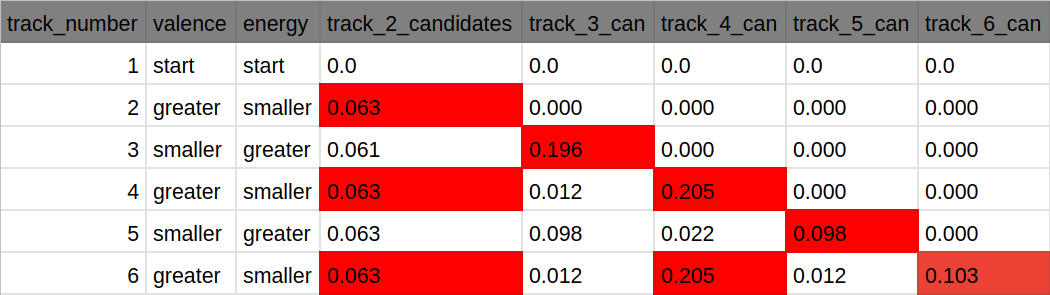 track_number valence energy track_2_candidates track_3_can track_4_can track_5_can track_6_can
1 start start 0.0 0.0 0.0 0.0 0.0
2 greater smaller 0.063 0.000 0.000 0.000 0.000
3 smaller greater 0.061 0.196 0.000 0.000 0.000
4 greater smaller 0.063 0.012 0.205 0.000 0.000
5 smaller greater 0.063 0.098 0.022 0.098 0.000
6 greater smaller 0.063 0.012 0.205 0.012 0.103